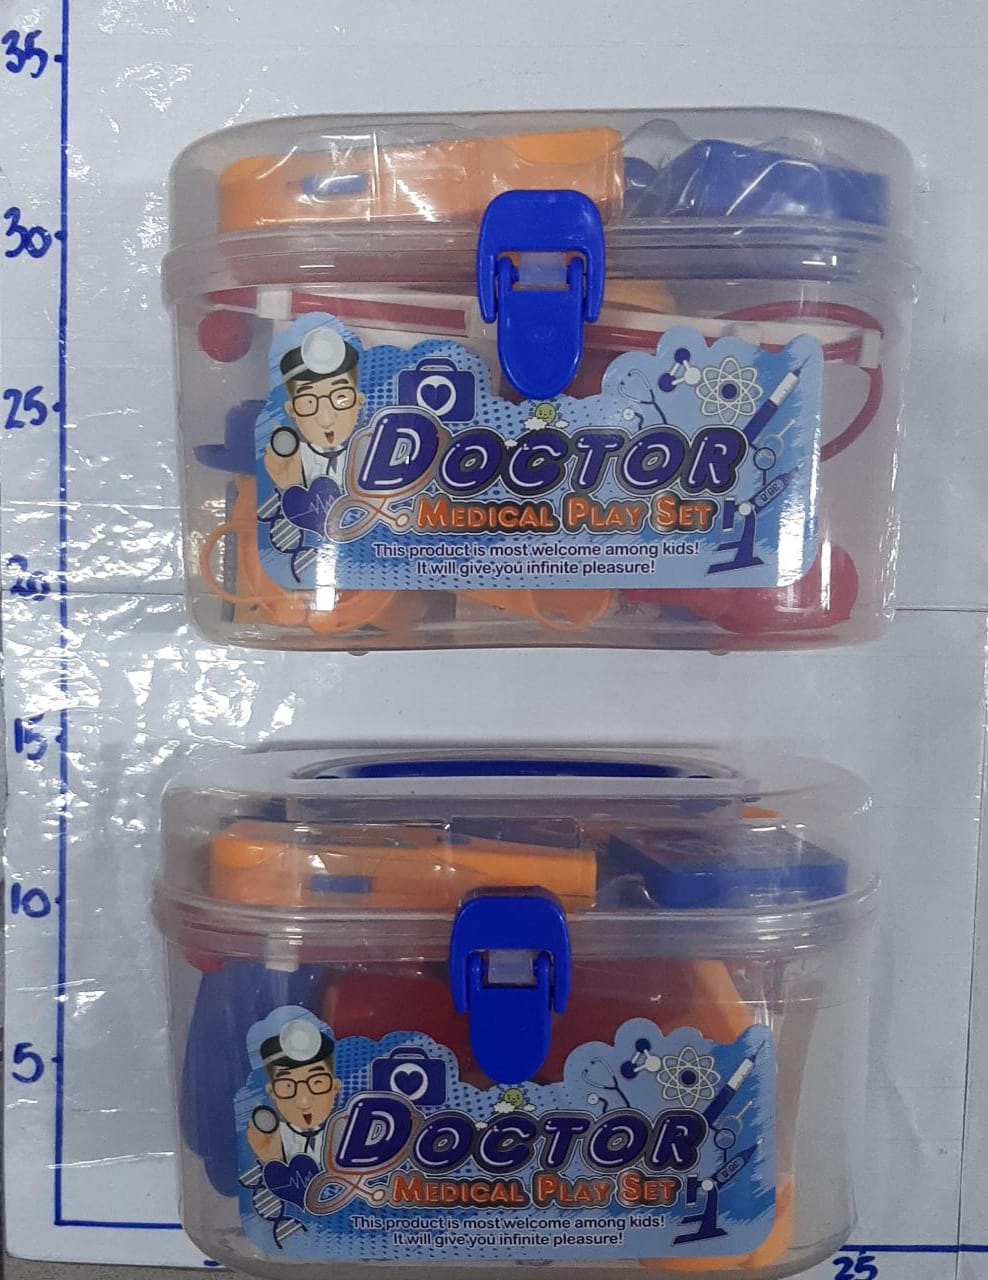 35
30
DOCTOR
MEDICAL PLAY SET
This product is most welcome among kids!
It will give you infinite pleasure!
25
20
15
10
5
DOCTOR
MEDICAL PLAY SET
This product is most welcome among kids!
It will give you infinite pleasure!
25